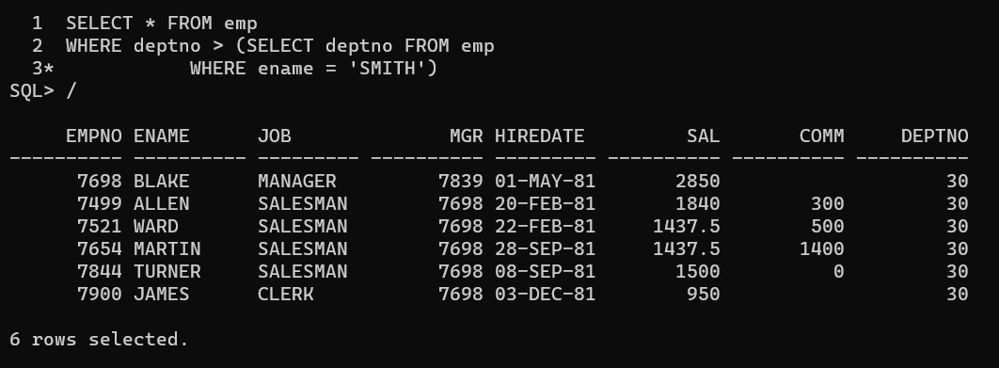 1  SELECT * FROM emp
  2  WHERE deptno > (SELECT deptno FROM emp
  3*            WHERE ename = 'SMITH')
SQL> /

     EMPNO ENAME      JOB              MGR HIREDATE         SAL       COMM     DEPTNO
---------- ---------- --------- ---------- --------- ---------- ---------- ----------
      7698 BLAKE      MANAGER         7839 01-MAY-81       2850                    30
      7499 ALLEN      SALESMAN        7698 20-FEB-81       1840        300         30
      7521 WARD       SALESMAN        7698 22-FEB-81     1437.5        500         30
      7654 MARTIN     SALESMAN        7698 28-SEP-81     1437.5       1400         30
      7844 TURNER     SALESMAN        7698 08-SEP-81       1500          0         30
      7900 JAMES      CLERK           7698 03-DEC-81        950                    30

6 rows selected.